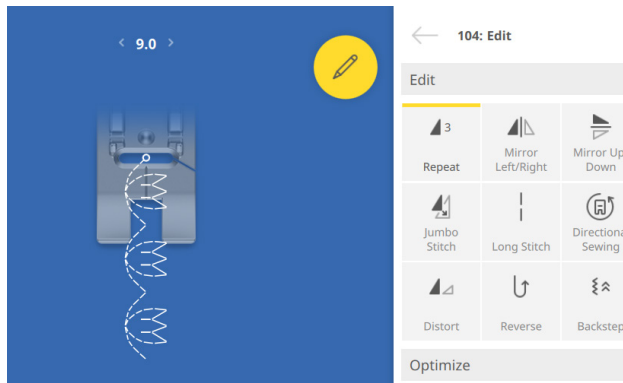 < 9.0 >
104: Edit
Edit
3
Repeat
Mirror
Left/Right
Mirror Up
Down
Jumbo
Stitch
Long Stitch
Directiona
Sewing
Distort
Reverse
Backstep
Optimize